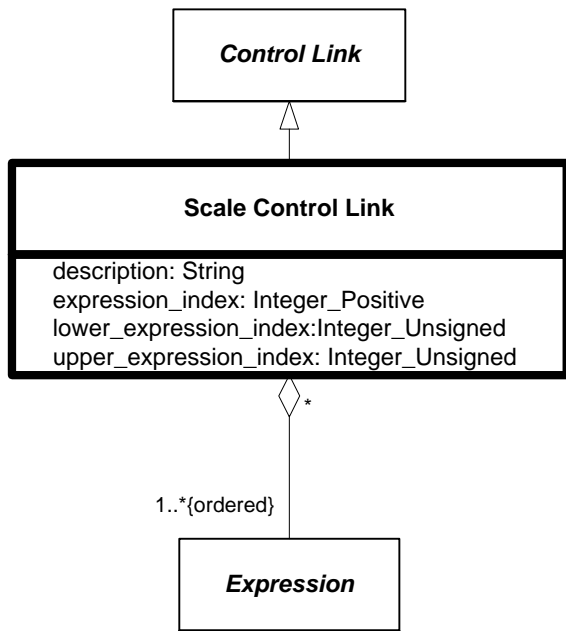 Control Link
Scale Control Link
description: String
expression_index: Integer_Positive
lower_expression_index:Integer_Unsigned
upper_expression_index: Integer_Unsigned
*
1..*{ordered}
Expression